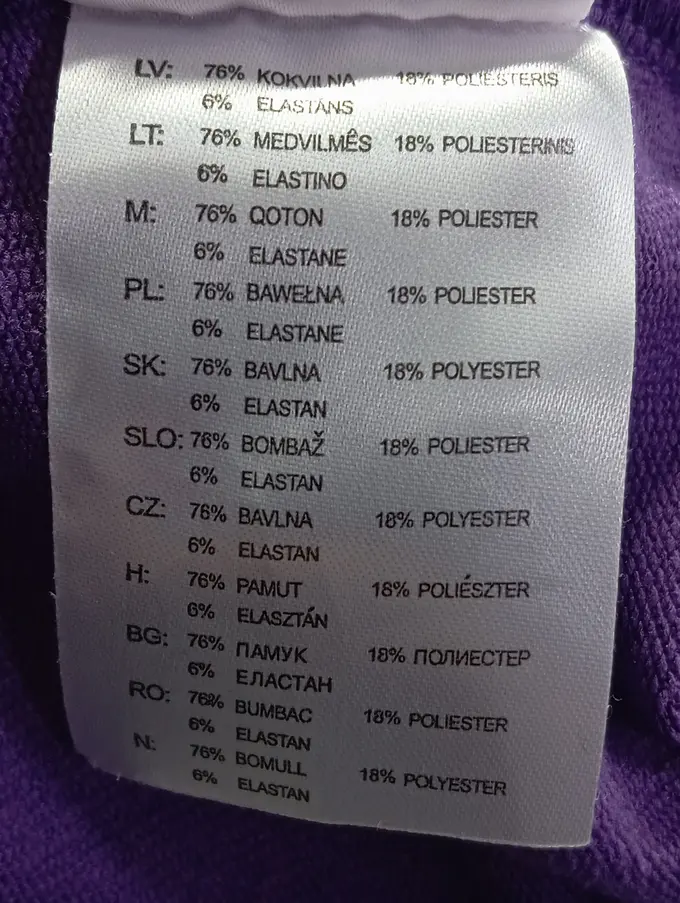 LV: 76% KOKVILNA 18% POLIESTERIS
6% ELASTĀNS
LT: 76% MEDVILMÊS 18% POLIESTERINIS
6% ELASTINO
M: 76% QOTON 18% POLIESTER
6% ELASTANE
PL: 76% BAWEŁNA 18% POLIESTER
6% ELASTANE
SK: 76% BAVLNA 18% POLYESTER
6% ELASTAN
SLO: 76% BOMBAŽ 18% POLIESTER
6% ELASTAN
CZ: 76% BAVLNA 18% POLYESTER
6% ELASTAN
H: 76% PAMUT 18% POLIÉSZTER
6% ELASZTÁN
BG: 76% ПАМУК 18% ПОЛИЕСТЕР
6% ЕЛАСТАН
RO: 76% BUMBAC 18% POLIESTER
6% ELASTAN
N: 76% BOMULL 18% POLYESTER
6% ELASTAN